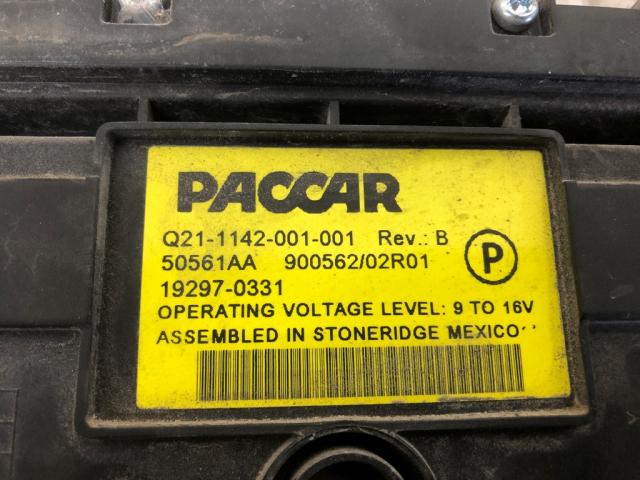 PACCAR
Q21-1142-001-001 Rev.: B
50561AA 900562/02R01
P
19297-0331
OPERATING VOLTAGE LEVEL: 9 TO 16V
ASSEMBLED IN STONERIDGE MEXICO